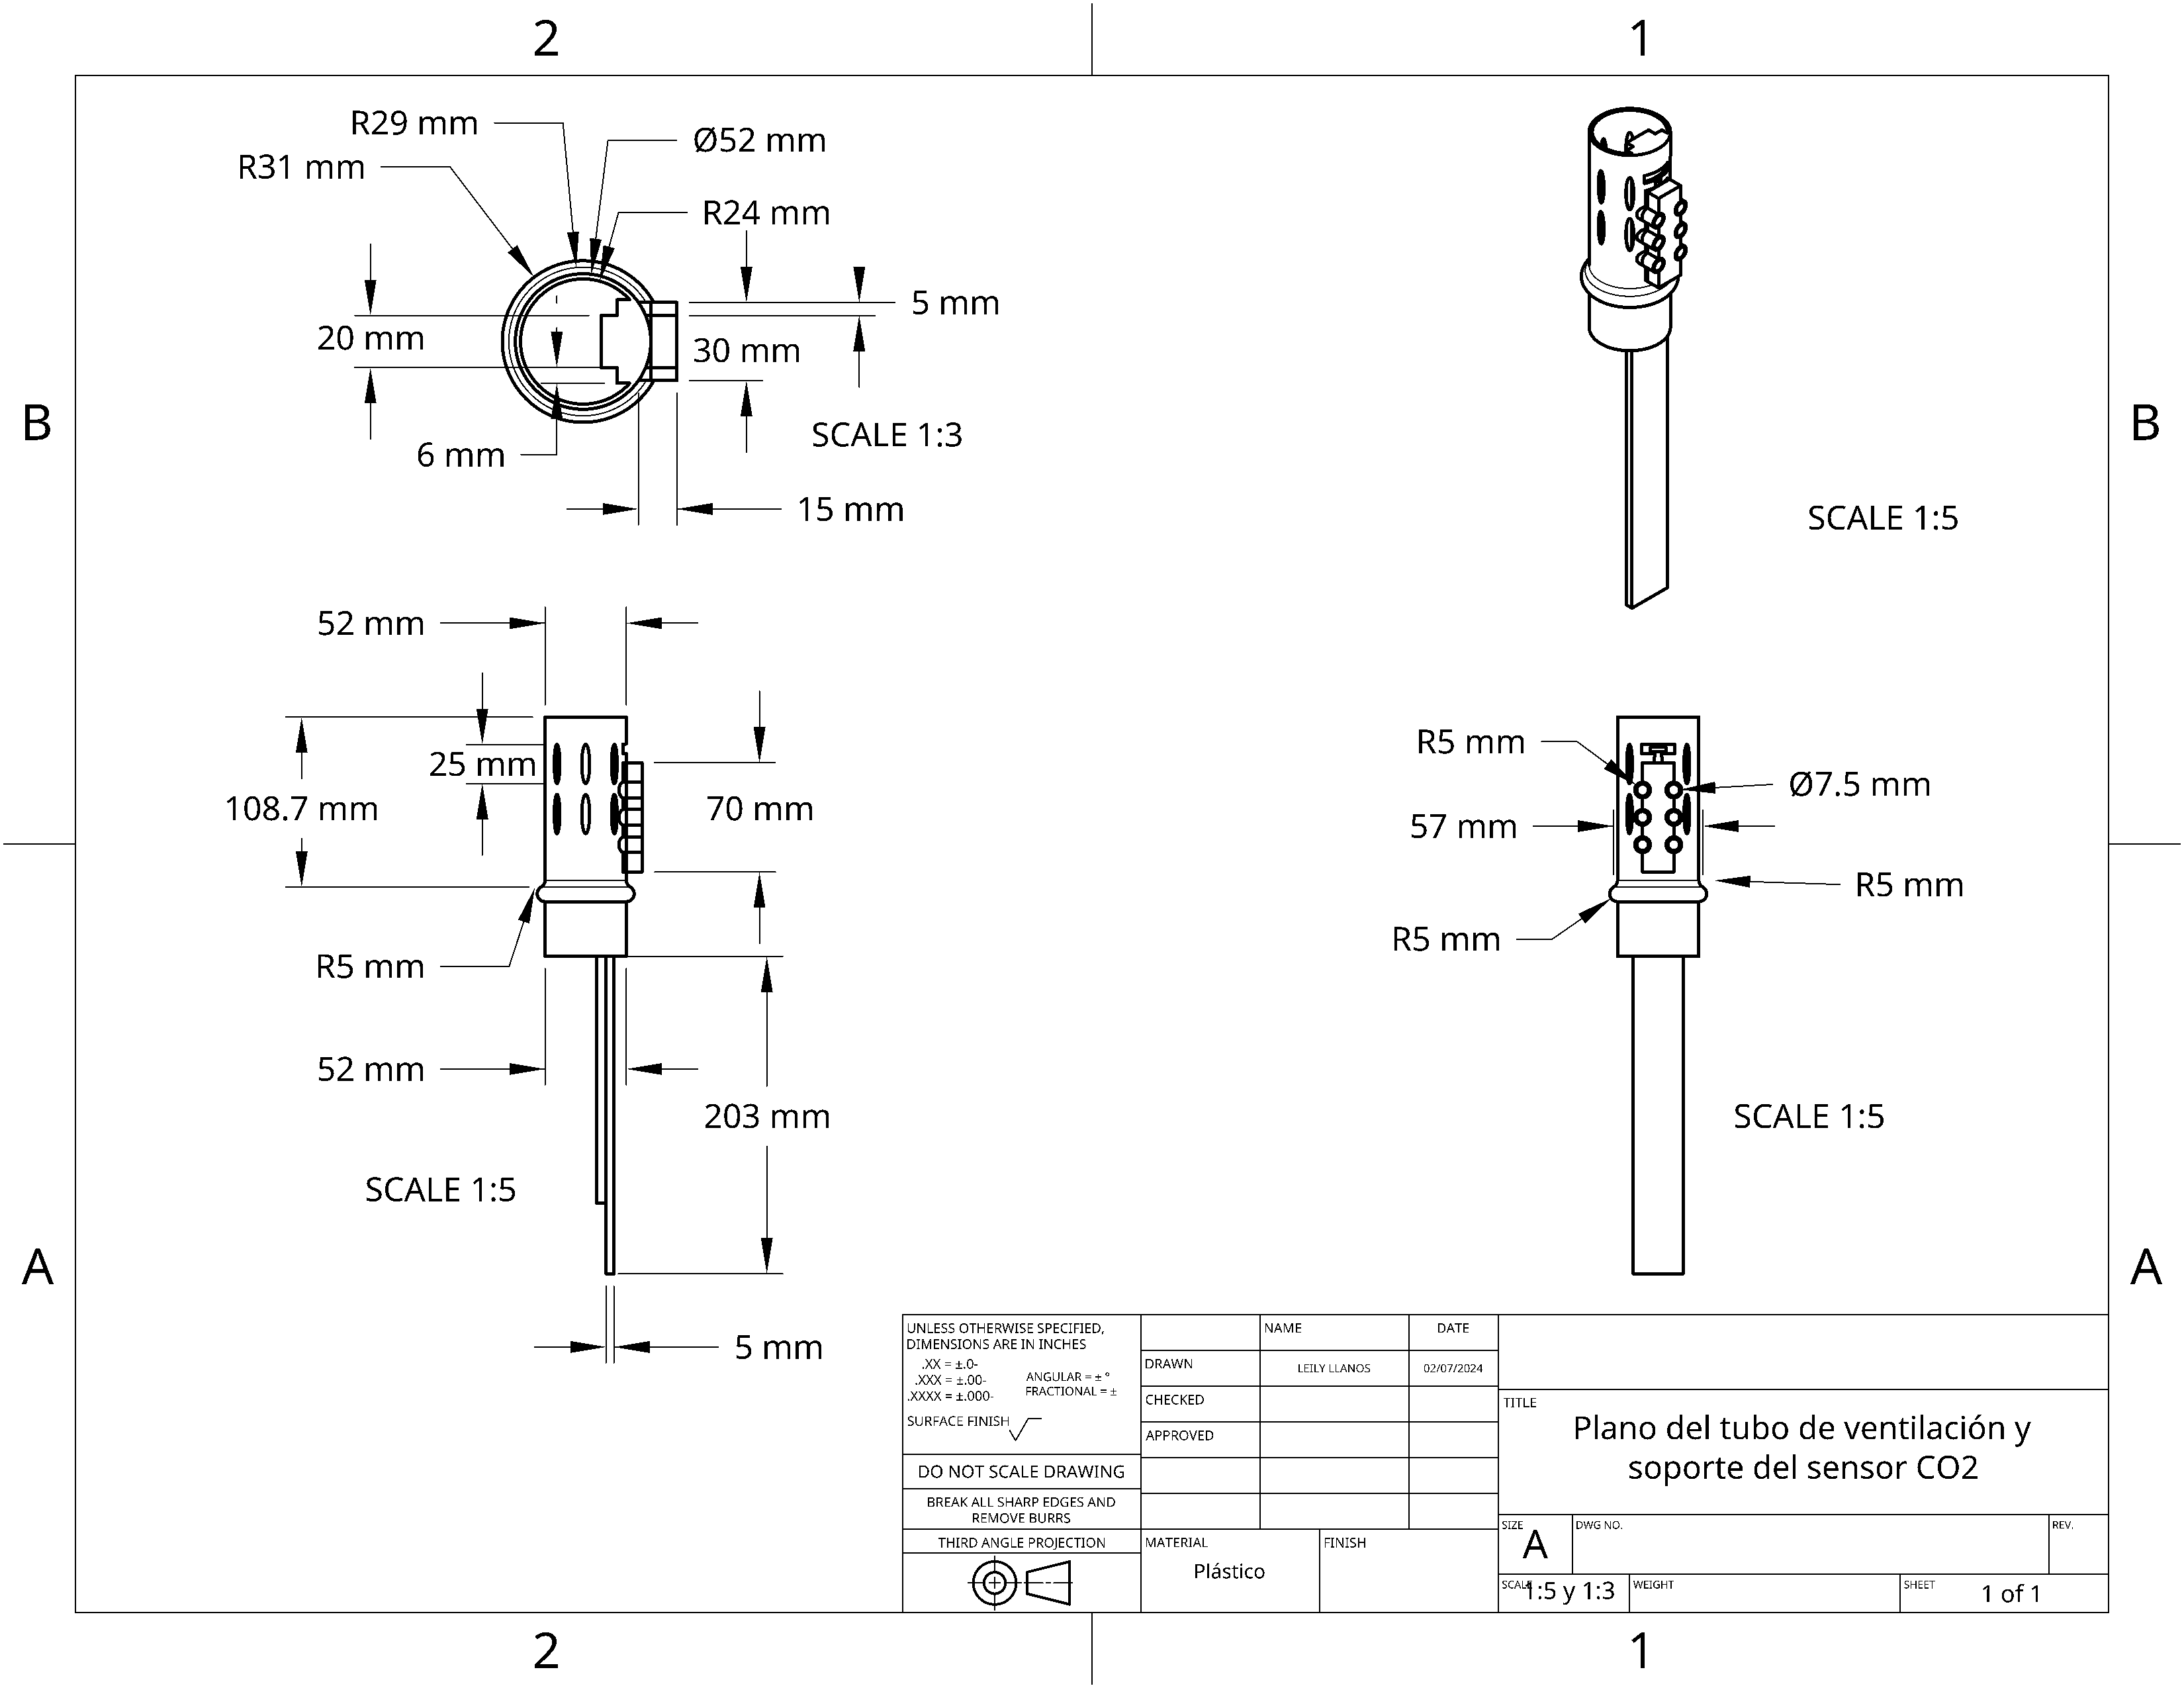 2
1
R29 mm
Ø52 mm
R31 mm
R24 mm
5 mm
20 mm
30 mm
B
B
SCALE 1:3
6 mm
15 mm
SCALE 1:5
52 mm
25 mm
108.7 mm
70 mm
R5 mm
Ø7.5 mm
57 mm
R5 mm
R5 mm
R5 mm
52 mm
203 mm
SCALE 1:5
SCALE 1:5
A
A
5 mm
UNLESS OTHERWISE SPECIFIED,
DIMENSIONS ARE IN INCHES
.XX = ±.0-
.XXX = ±.00-
.XXXX = ±.000-
ANGULAR = ± °
FRACTIONAL = ±
SURFACE FINISH
DO NOT SCALE DRAWING
BREAK ALL SHARP EDGES AND
REMOVE BURRS
THIRD ANGLE PROJECTION
NAME
DATE
DRAWN
LEILY LLANOS
02/07/2024
CHECKED
APPROVED
MATERIAL
Plástico
FINISH
TITLE
Plano del tubo de ventilación y
soporte del sensor CO2
SIZE
A
DWG NO.
REV.
SCALE
1:5 y 1:3
WEIGHT
SHEET
1 of 1
2
1